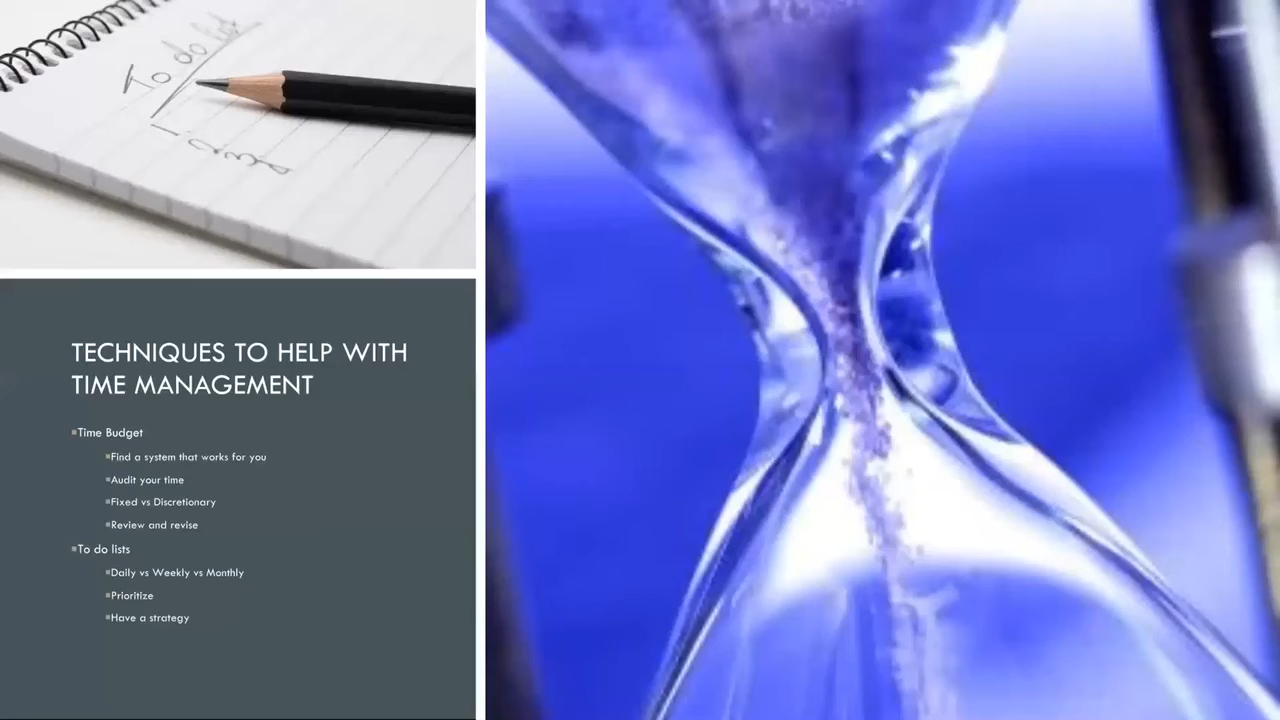 To do list
1.
2.
3.
TECHNIQUES TO HELP WITH
TIME MANAGEMENT
Time Budget
Find a system that works for you
Audit your time
Fixed vs Discretionary
Review and revise
To do lists
Daily vs Weekly vs Monthly
Prioritize
Have a strategy